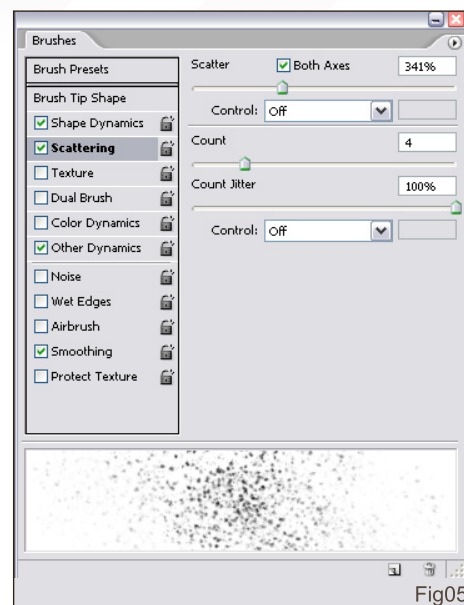 Brushes
Brush Presets
Brush Tip Shape
Shape Dynamics
Scattering
Texture
Dual Brush
Color Dynamics
Other Dynamics
Noise
Wet Edges
Airbrush
Smoothing
Protect Texture
Scatter Both Axes 341%
Control: Off
Count 4
Count Jitter 100%
Control: Off
Fig05